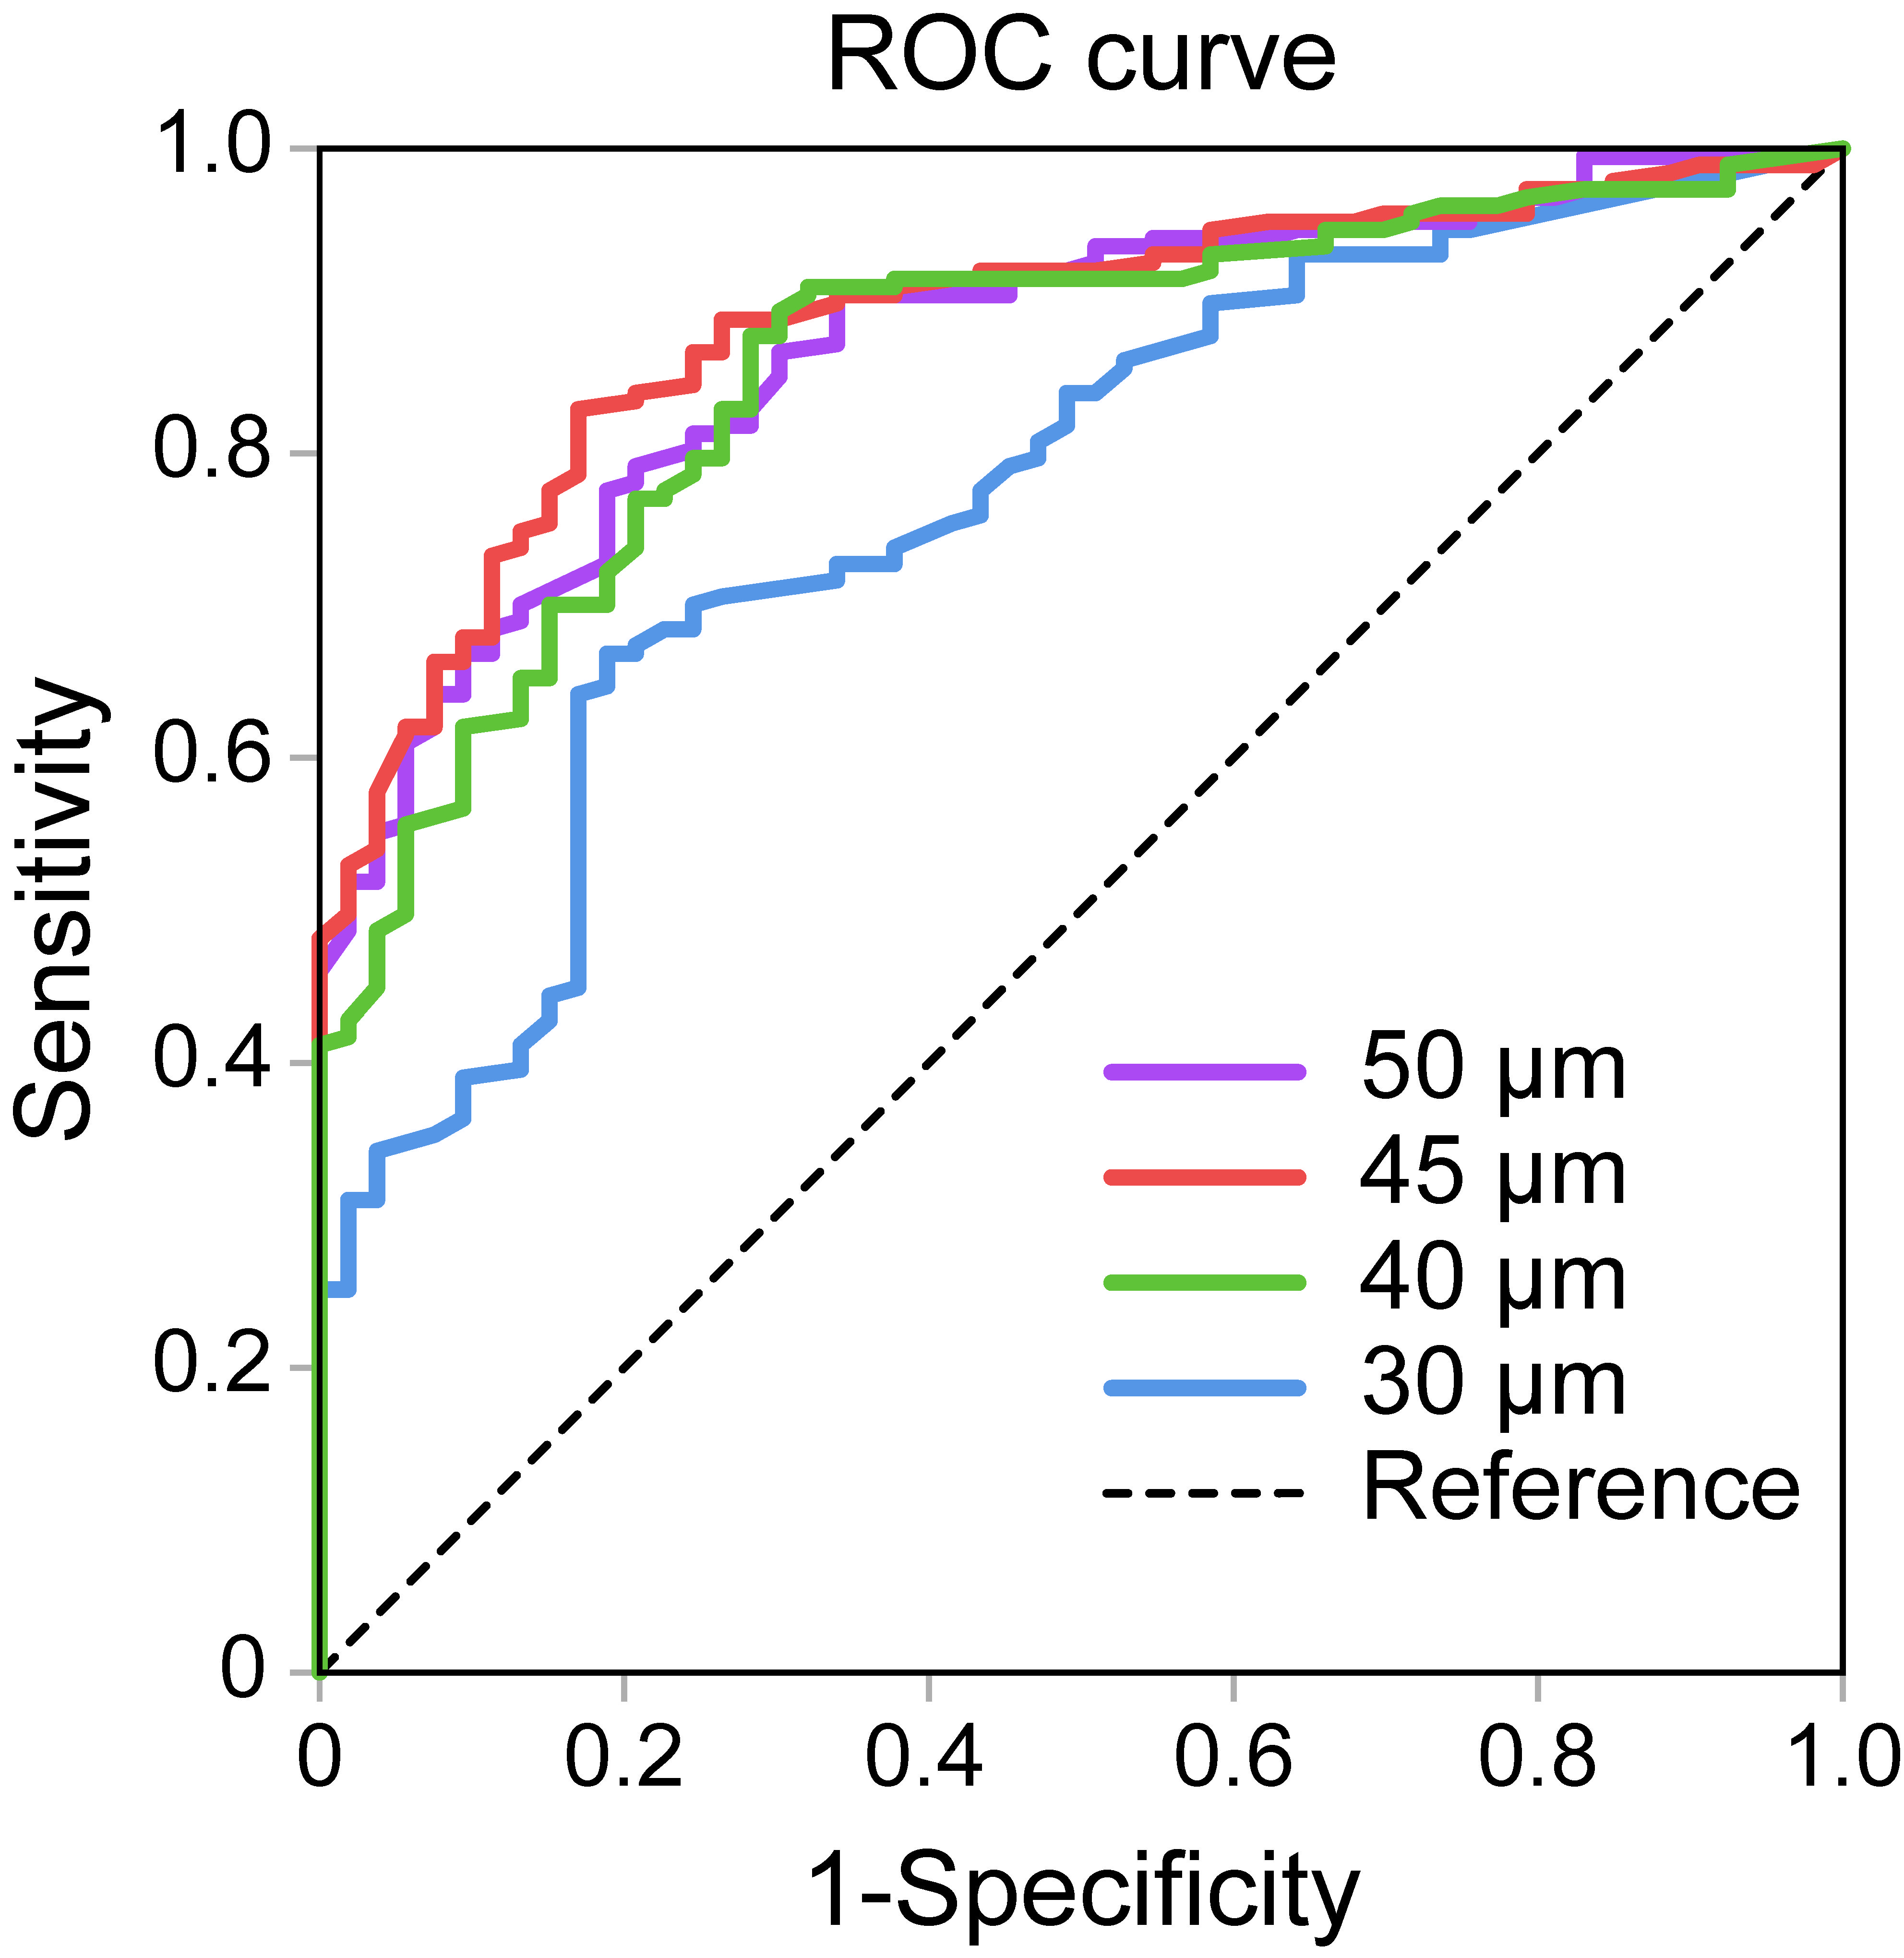 ROC curve
1.0
0.8
0.6
0.4
0.2
0
Sensitivity
50 µm
45 µm
40 µm
30 µm
Reference
0 0.2 0.4 0.6 0.8 1.0
1-Specificity